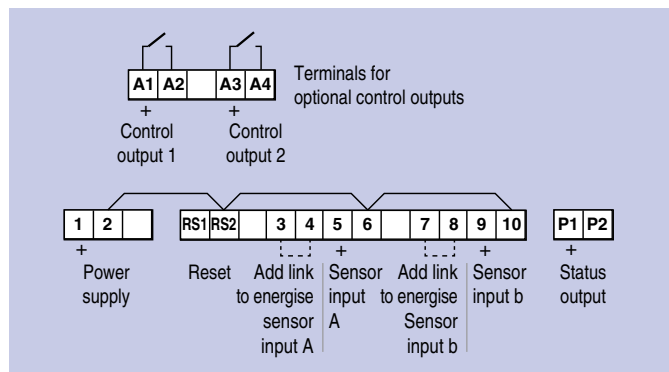 A1 A2 A3 A4
Terminals for
optional control outputs
+ +
Control Control
output 1 output 2
1 2 RS1 RS2 3 4 5 6 7 8 9 10 P1 P2
+ + + +
Power Reset Add link Sensor Add link Sensor Status
supply to energise input to energise input b output
sensor A Sensor
input A input b